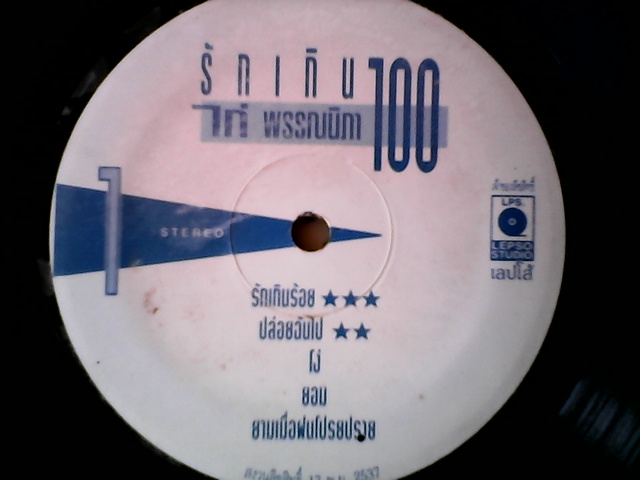 รักเกิน 100
ไก่ พรรณนิภา
1
STEREO
LPS.
LEPSO
STUDIO
เลปโส้
รักเกินร้อย ★★★
ปล่อยฉันไป ★★
โง่
ยอม
ยามเมื่อฝนโปรยปราย